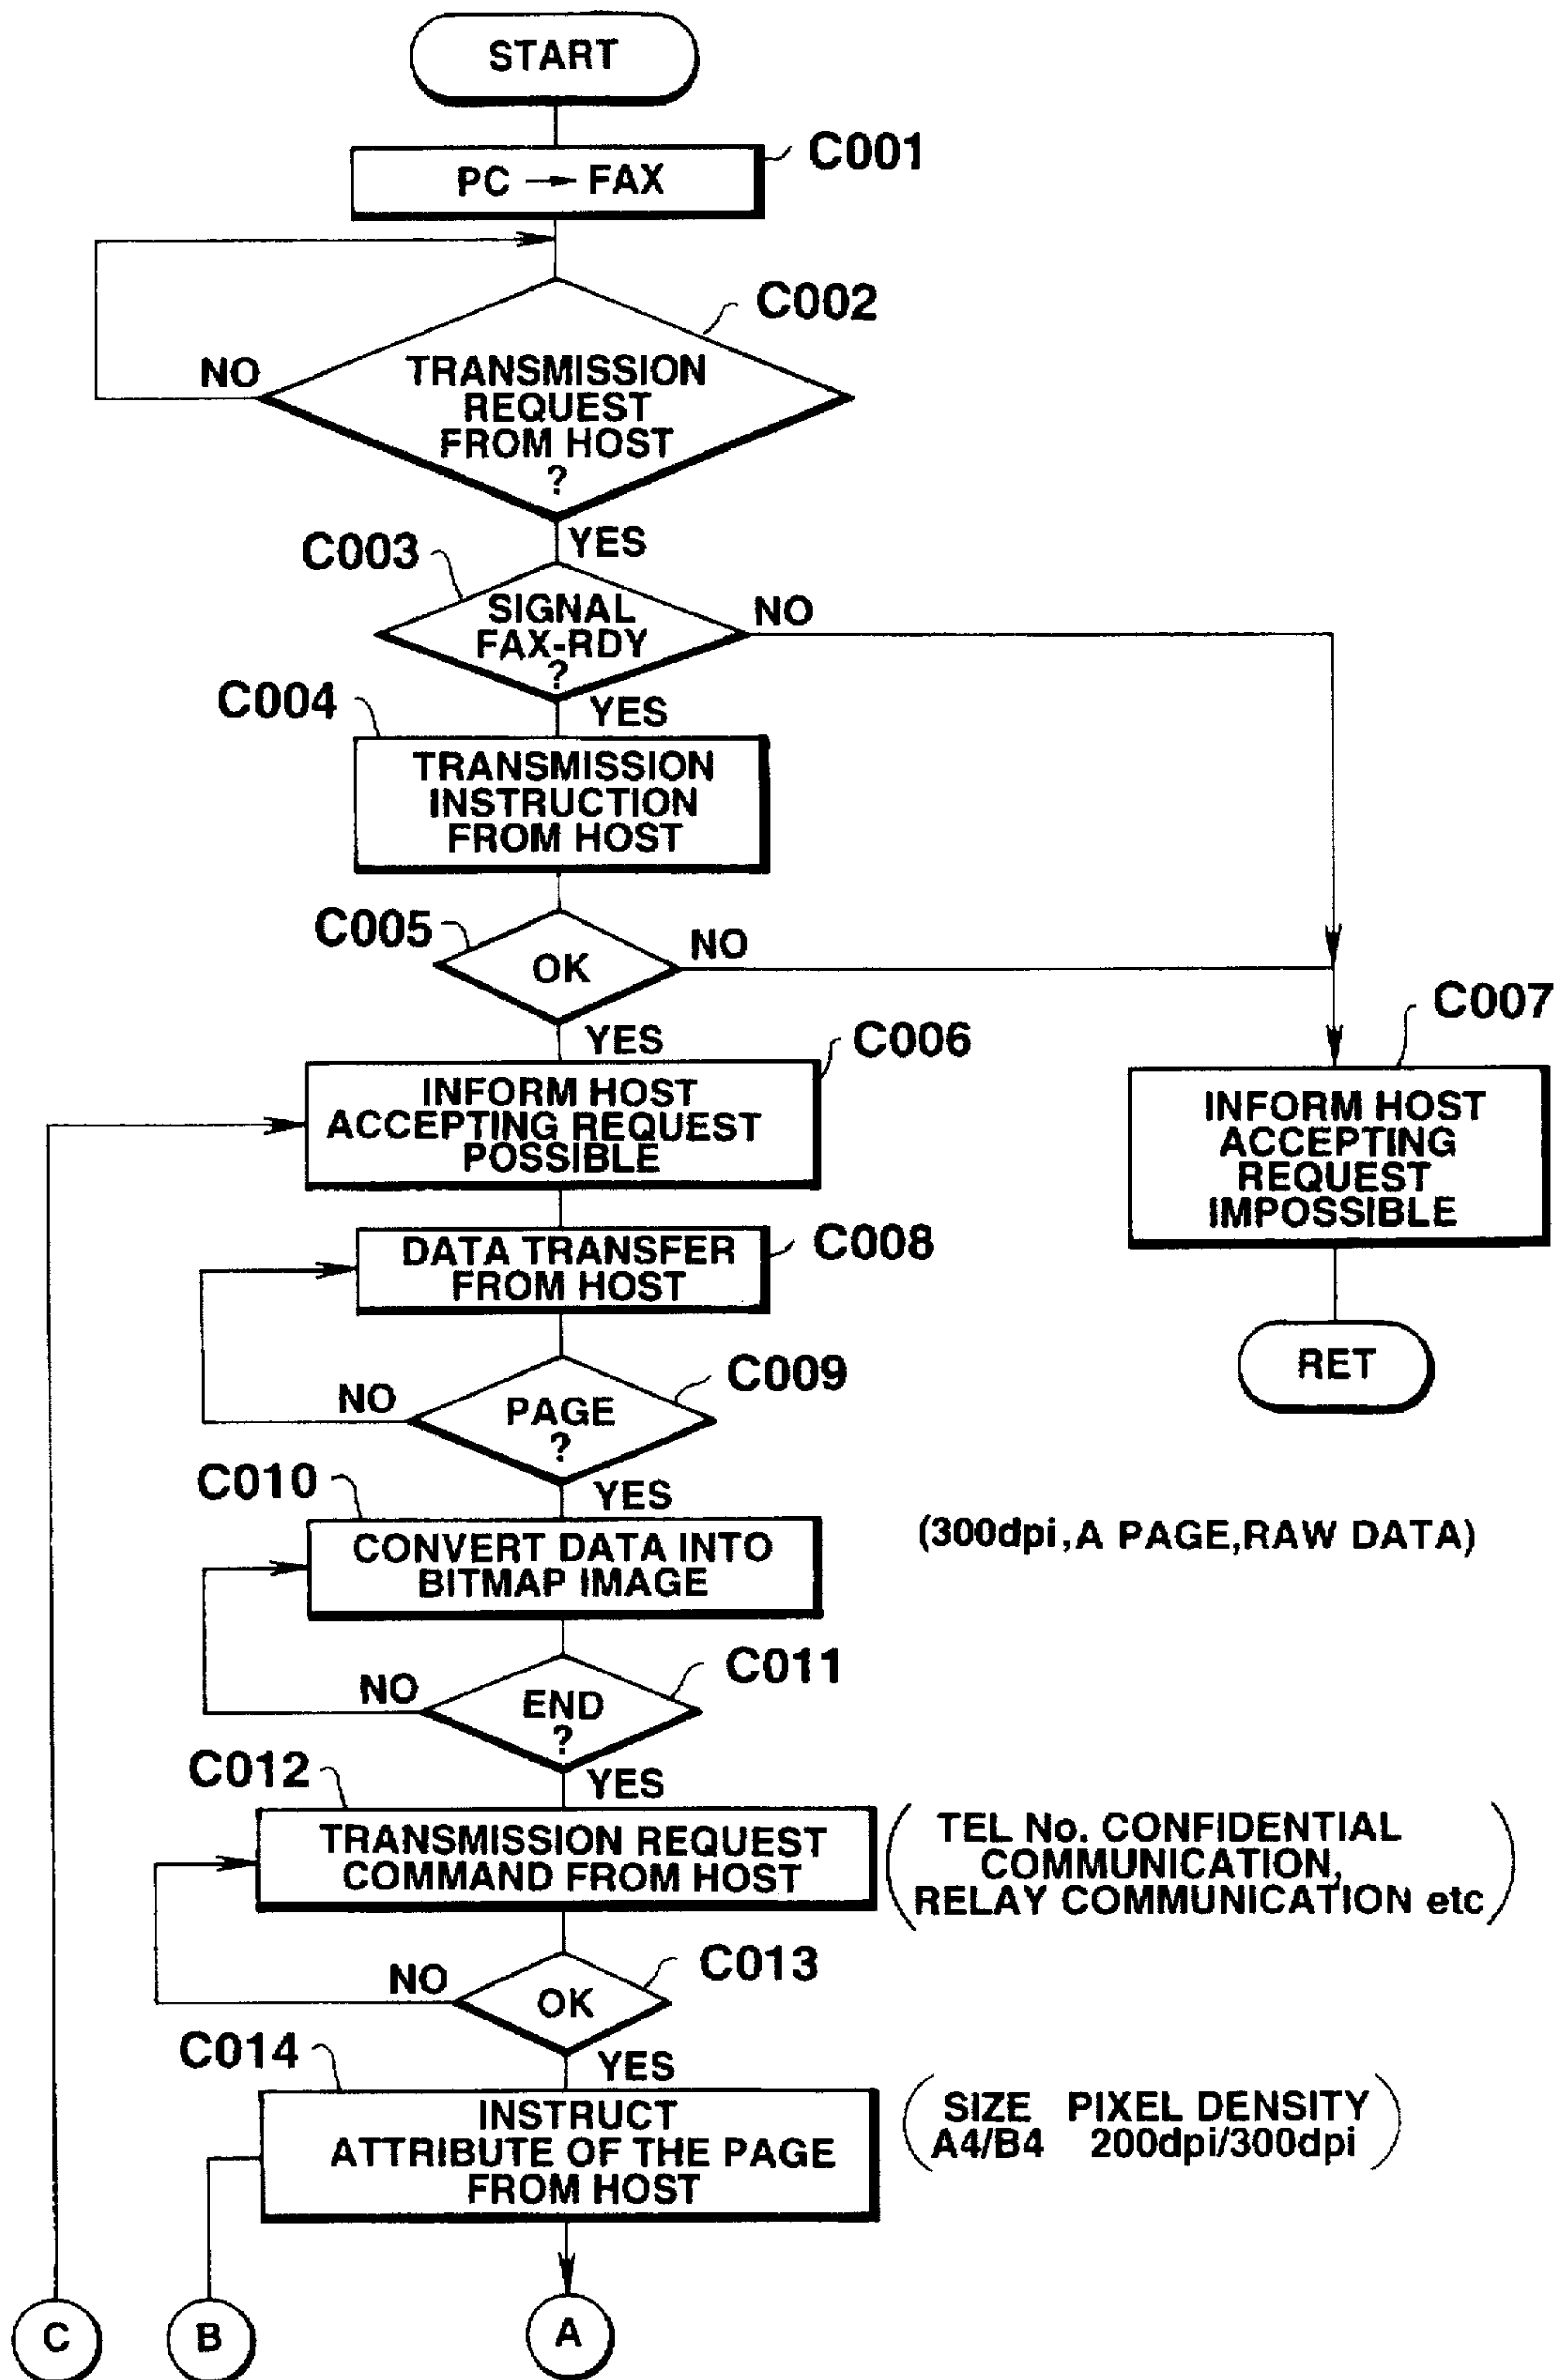 START
C001
PC → FAX
C002
NO
TRANSMISSION
REQUEST
FROM HOST
?
YES
C003
SIGNAL
FAX-RDY
?
NO
YES
C004
TRANSMISSION
INSTRUCTION
FROM HOST
C005
OK
NO
YES
C006
INFORM HOST
ACCEPTING REQUEST
POSSIBLE
C007
INFORM HOST
ACCEPTING
REQUEST
IMPOSSIBLE
RET
C008
DATA TRANSFER
FROM HOST
C009
NO
PAGE
?
YES
C010
CONVERT DATA INTO
BITMAP IMAGE
(300dpi,A PAGE,RAW DATA)
C011
NO
END
?
YES
C012
TRANSMISSION REQUEST
COMMAND FROM HOST
(TEL No. CONFIDENTIAL
COMMUNICATION,
RELAY COMMUNICATION etc)
C013
NO
OK
YES
C014
INSTRUCT
ATTRIBUTE OF THE PAGE
FROM HOST
(SIZE PIXEL DENSITY
A4/B4 200dpi/300dpi)
C
B
A